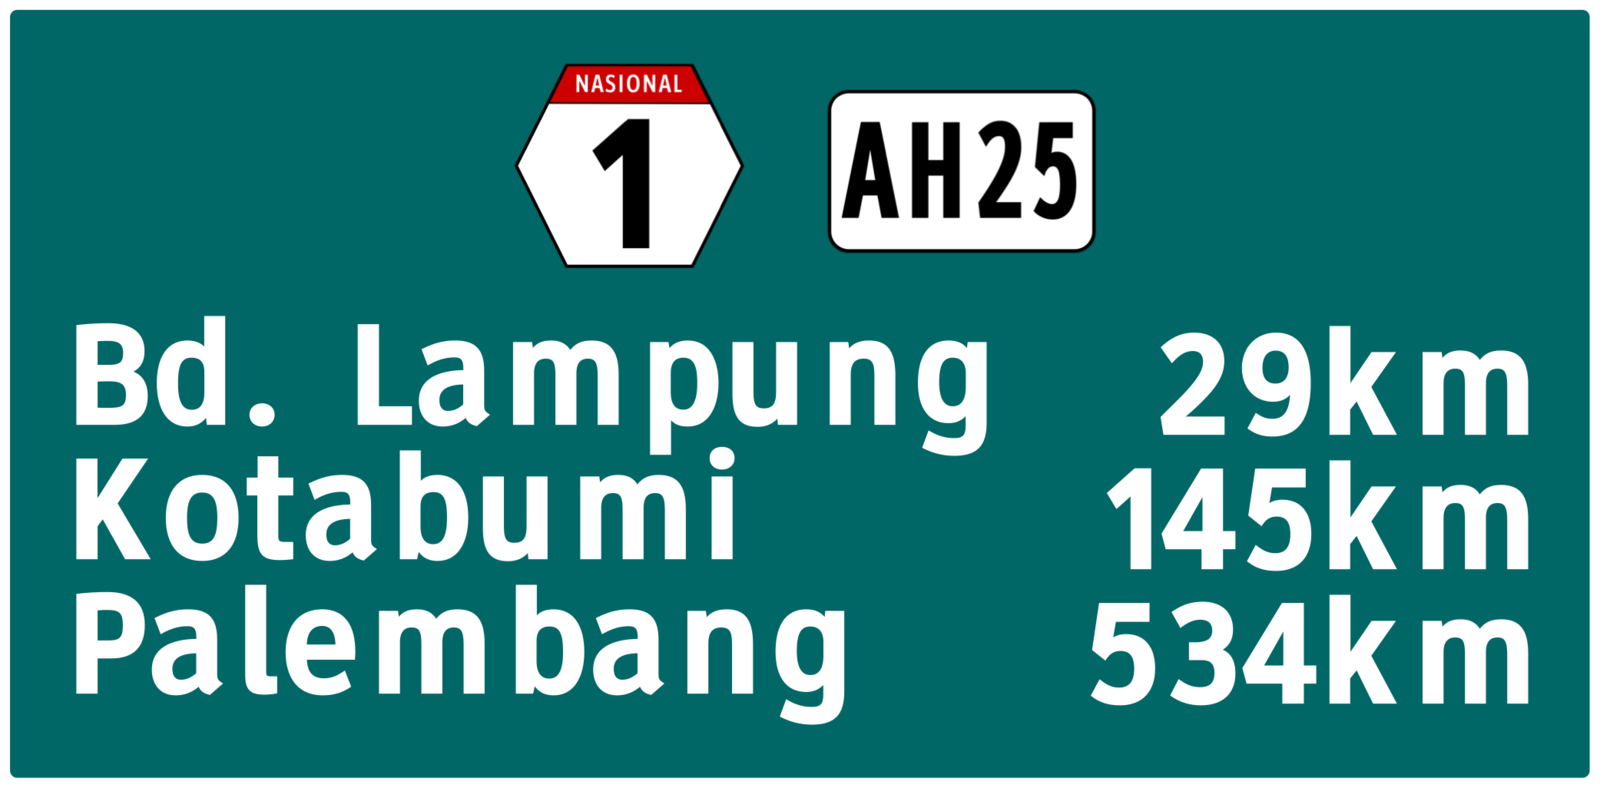 NASIONAL
1
AH25
Bd. Lampung 29km
Kotabumi 145km
Palembang 534km